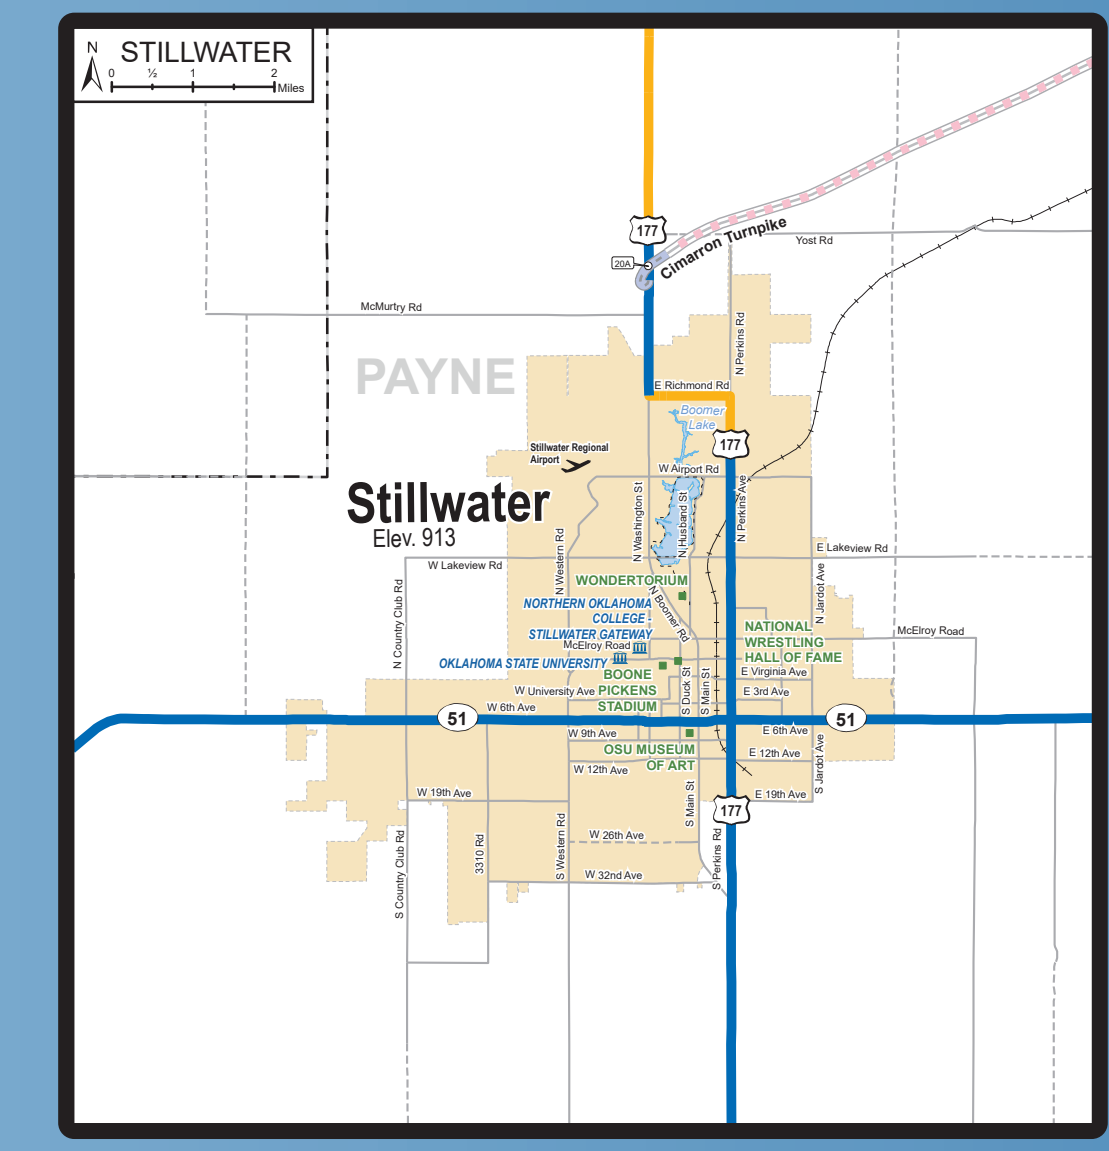 N
STILLWATER
0 ½ 1 2
Miles
177
Cimarron Turnpike
Yost Rd
20A
McMurtry Rd
N Perkins Rd
PAYNE
E Richmond Rd
Boomer
Lake
177
Stillwater Regional
Airport
W Airport Rd
Stillwater
Elev. 913
N Washington St
N Husband St
N Perkins Ave
W Lakeview Rd
N Western Rd
E Lakeview Rd
N Country Club Rd
WONDERTORIUM
N Jardot Ave
NORTHERN OKLAHOMA
COLLEGE -
STILLWATER GATEWAY
N Boomer Rd
NATIONAL
WRESTLING
HALL OF FAME
McElroy Road
McElroy Road
OKLAHOMA STATE UNIVERSITY
BOONE
PICKENS
STADIUM
E Virginia Ave
S Duck St
S Main St
W University Ave
E 3rd Ave
W 6th Ave
51
51
W 9th Ave
E 6th Ave
OSU MUSEUM
OF ART
E 12th Ave
S Jardot Ave
W 12th Ave
W 19th Ave
S Main St
E 19th Ave
177
S Country Club Rd
3310 Rd
S Western Rd
W 26th Ave
S Perkins Rd
W 32nd Ave